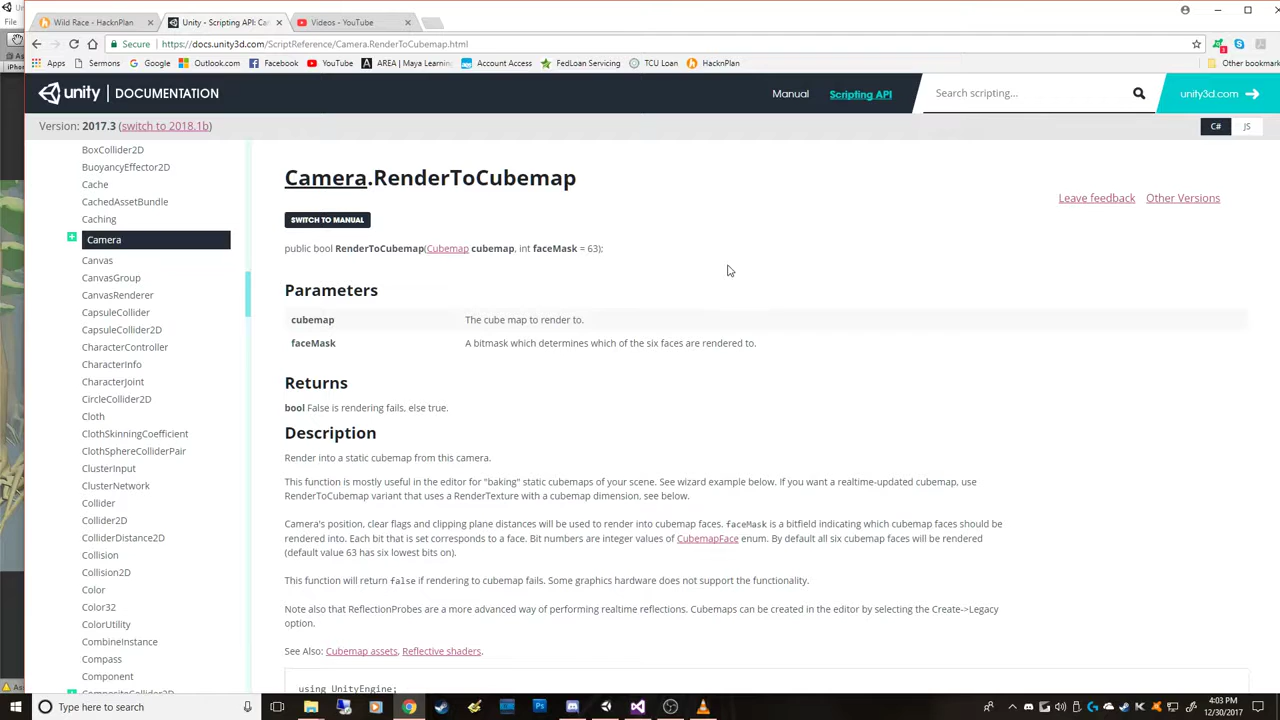 Wild Race - HacknPlan
Unity - Scripting API: Ca
Videos - YouTube
File
Secure
https://docs.unity3d.com/ScriptReference/Camera.RenderToCubemap.html
Apps
Sermons
Google
Outlook.com
Facebook
YouTube
AREA | Maya Learning
Account Access
FedLoan Servicing
TCU Loan
HacknPlan
Other bookmar
unity | DOCUMENTATION
Manual
Scripting API
Search scripting...
unity3d.com
Version: 2017.3 (switch to 2018.1b)
C#
JS
BoxCollider2D
BuoyancyEffector2D
Cache
CachedAssetBundle
Caching
Camera
Canvas
CanvasGroup
CanvasRenderer
CapsuleCollider
CapsuleCollider2D
CharacterController
CharacterInfo
CharacterJoint
CircleCollider2D
Cloth
ClothSkinningCoefficient
ClothSphereColliderPair
ClusterInput
ClusterNetwork
Collider
Collider2D
ColliderDistance2D
Collision
Collision2D
Color
Color32
ColorUtility
CombineInstance
Compass
Component
CompositeCollider2D
Camera.RenderToCubemap
Leave feedback
Other Versions
SWITCH TO MANUAL
public bool RenderToCubemap(Cubemap cubemap, int faceMask = 63);
Parameters
cubemap The cube map to render to.
faceMask A bitmask which determines which of the six faces are rendered to.
Returns
bool False is rendering fails, else true.
Description
Render into a static cubemap from this camera.
This function is mostly useful in the editor for "baking" static cubemaps of your scene. See wizard example below. If you want a realtime-updated cubemap, use
RenderToCubemap variant that uses a RenderTexture with a cubemap dimension, see below.
Camera's position, clear flags and clipping plane distances will be used to render into cubemap faces. faceMask is a bitfield indicating which cubemap faces should be
rendered into. Each bit that is set corresponds to a face. Bit numbers are integer values of CubemapFace enum. By default all six cubemap faces will be rendered
(default value 63 has six lowest bits on).
This function will return false if rendering to cubemap fails. Some graphics hardware does not support the functionality.
Note also that ReflectionProbes are a more advanced way of performing realtime reflections. Cubemaps can be created in the editor by selecting the Create->Legacy
option.
See Also: Cubemap assets, Reflective shaders.
using UnityEngine;
Type here to search
4:03 PM
12/30/2017